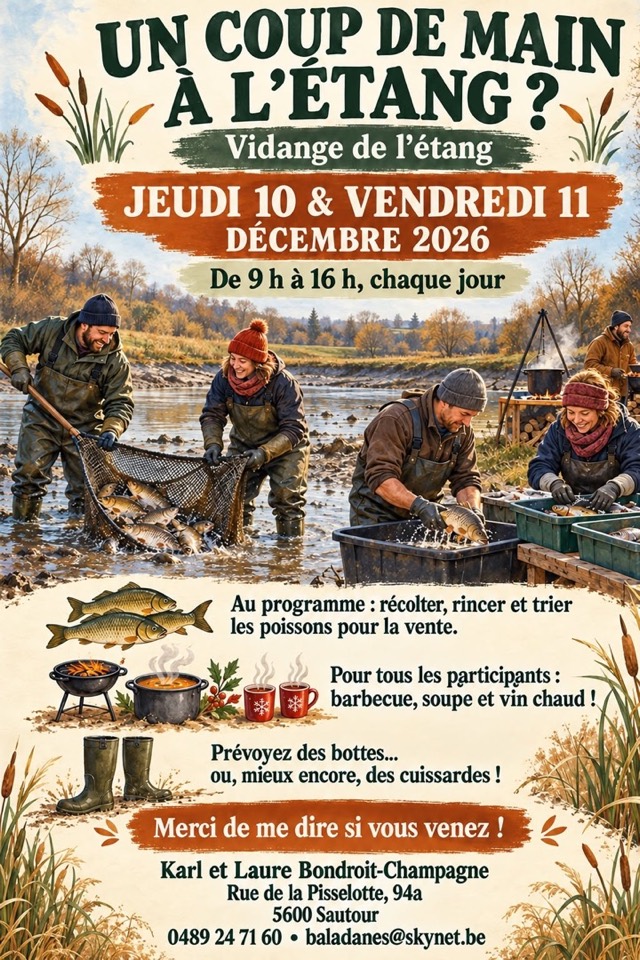 UN COUP DE MAIN
À L'ÉTANG ?
Vidange de l'étang
JEUDI 10 & VENDREDI 11
DÉCEMBRE 2026
De 9 h à 16 h, chaque jour
Au programme : récolter, rincer et trier
les poissons pour la vente.
Pour tous les participants :
barbecue, soupe et vin chaud !
Prévoyez des bottes...
ou, mieux encore, des cuissardes !
Merci de me dire si vous venez !
Karl et Laure Bondroit-Champagne
Rue de la Pisselotte, 94a
5600 Sautour
0489 24 71 60 • baladanes@skynet.be